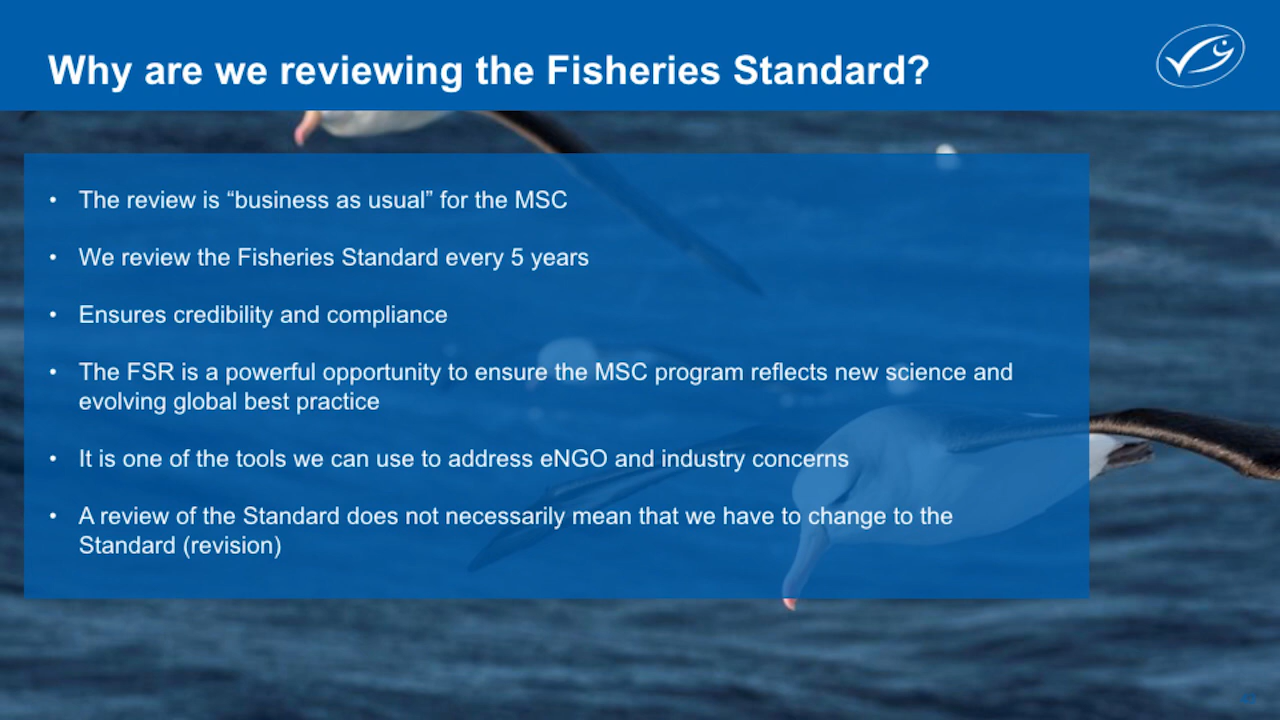 Why are we reviewing the Fisheries Standard?
• The review is “business as usual” for the MSC
• We review the Fisheries Standard every 5 years
• Ensures credibility and compliance
• The FSR is a powerful opportunity to ensure the MSC program reflects new science and
evolving global best practice
• It is one of the tools we can use to address eNGO and industry concerns
• A review of the Standard does not necessarily mean that we have to change to the
Standard (revision)